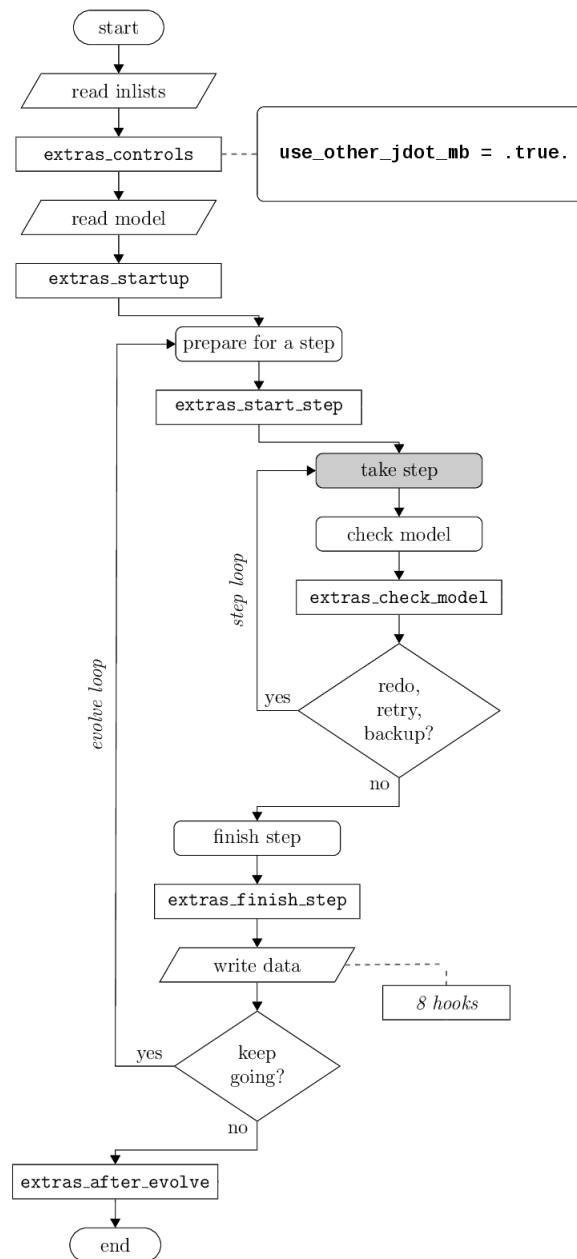 start
read inlists
extras_controls
use_other_jdot_mb = .true.
read model
extras_startup
prepare for a step
extras_start_step
take step
check model
extras_check_model
step loop
evolve loop
redo,
retry,
backup?
yes
no
finish step
extras_finish_step
write data
8 hooks
keep
going?
yes
no
extras_after_evolve
end